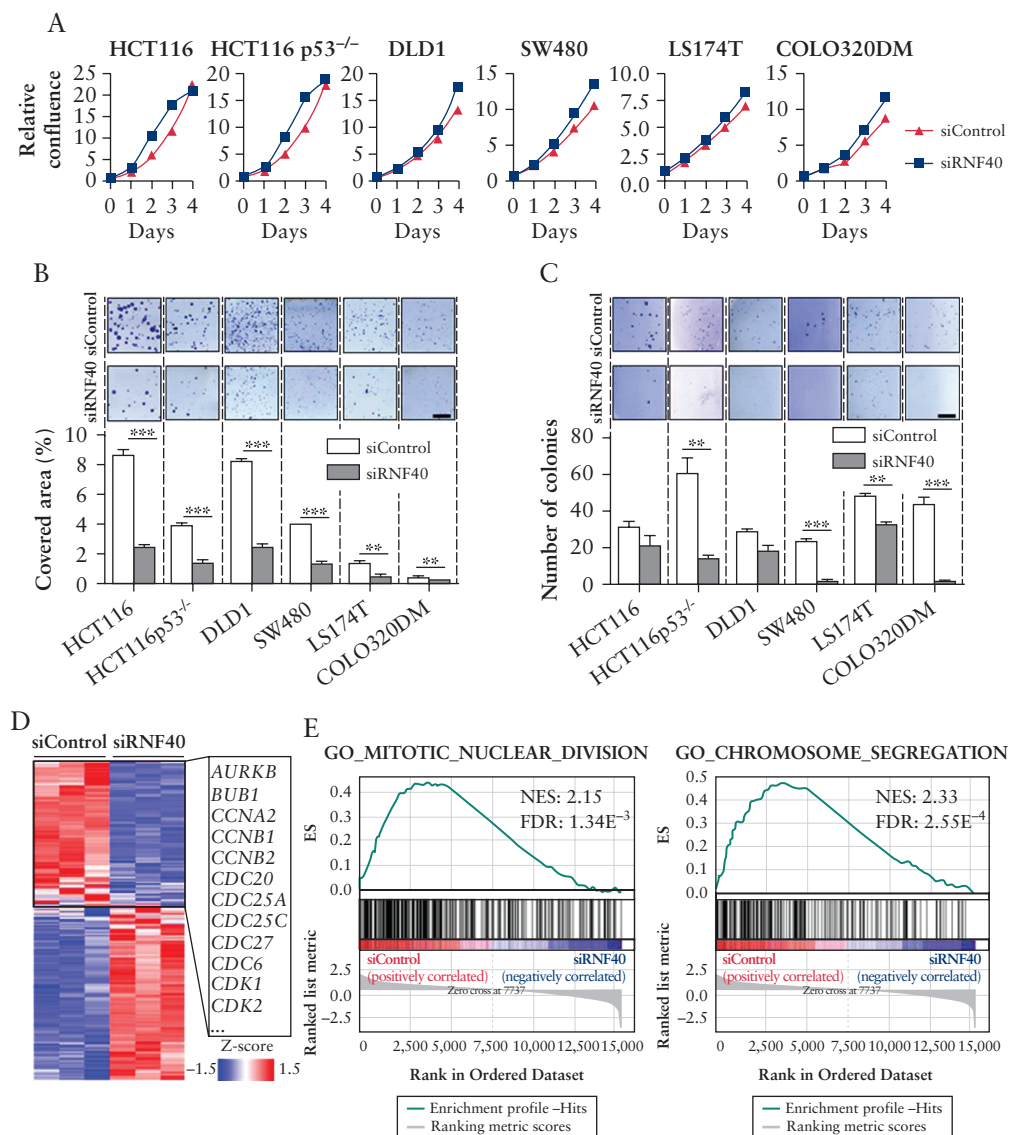 A
HCT116 HCT116 p53–/– DLD1 SW480 LS174T COLO320DM
Relative confluence
25 20 15 10 5 0
20 15 10 5 0
20 15 10 5 0
15 10 5 0
10.0 7.5 5.0 2.5 0.0
15 10 5 0
0 1 2 3 4 0 1 2 3 4 0 1 2 3 4 0 1 2 3 4 0 1 2 3 4 0 1 2 3 4
Days Days Days Days Days Days
siControl
siRNF40
B
siControl
siRNF40
Covered area (%)
10 8 6 4 2 0
*** *** *** *** ** **
siControl
siRNF40
HCT116 HCT116p53-/- DLD1 SW480 LS174T COLO320DM
C
siControl
siRNF40
Number of colonies
80 60 40 20 0
** *** ** ***
siControl
siRNF40
HCT116 HCT116p53-/- DLD1 SW480 LS174T COLO320DM
D
siControl siRNF40
AURKB
BUB1
CCNA2
CCNB1
CCNB2
CDC20
CDC25A
CDC25C
CDC27
CDC6
CDK1
CDK2
...
Z-score
–1.5 1.5
E
GO_MITOTIC_NUCLEAR_DIVISION
NES: 2.15
FDR: 1.34E–3
ES
0.4 0.3 0.2 0.1 0.0
siControl siRNF40
(positively correlated) (negatively correlated)
Zero cross at 7737
Ranked list metric
2.5 0.0 –2.5
0 2,500 5,000 7,500 10,000 12,500 15,000
Rank in Ordered Dataset
Enrichment profile –Hits
Ranking metric scores
GO_CHROMOSOME_SEGREGATION
NES: 2.33
FDR: 2.55E–4
ES
0.5 0.4 0.3 0.2 0.1 0.0
siControl siRNF40
(positively correlated) (negatively correlated)
Zero cross at 7737
Ranked list metric
2.5 0.0 –2.5
0 2,500 5,000 7,500 10,000 12,500 15,000
Rank in Ordered Dataset
Enrichment profile –Hits
Ranking metric scores